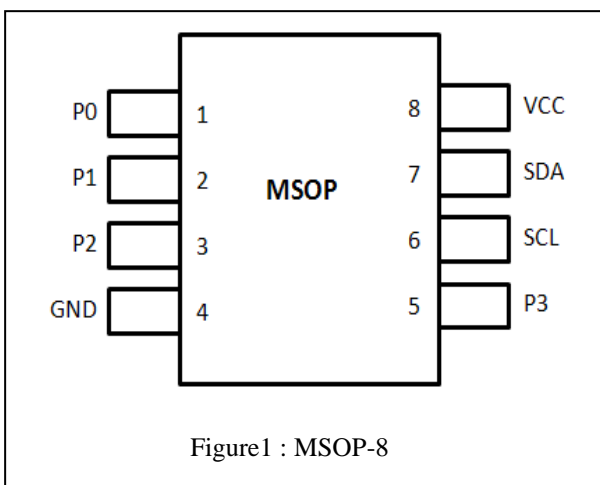 P0 1 8 VCC
P1 2 MSOP 7 SDA
P2 3 6 SCL
GND 4 5 P3
Figure1 : MSOP-8